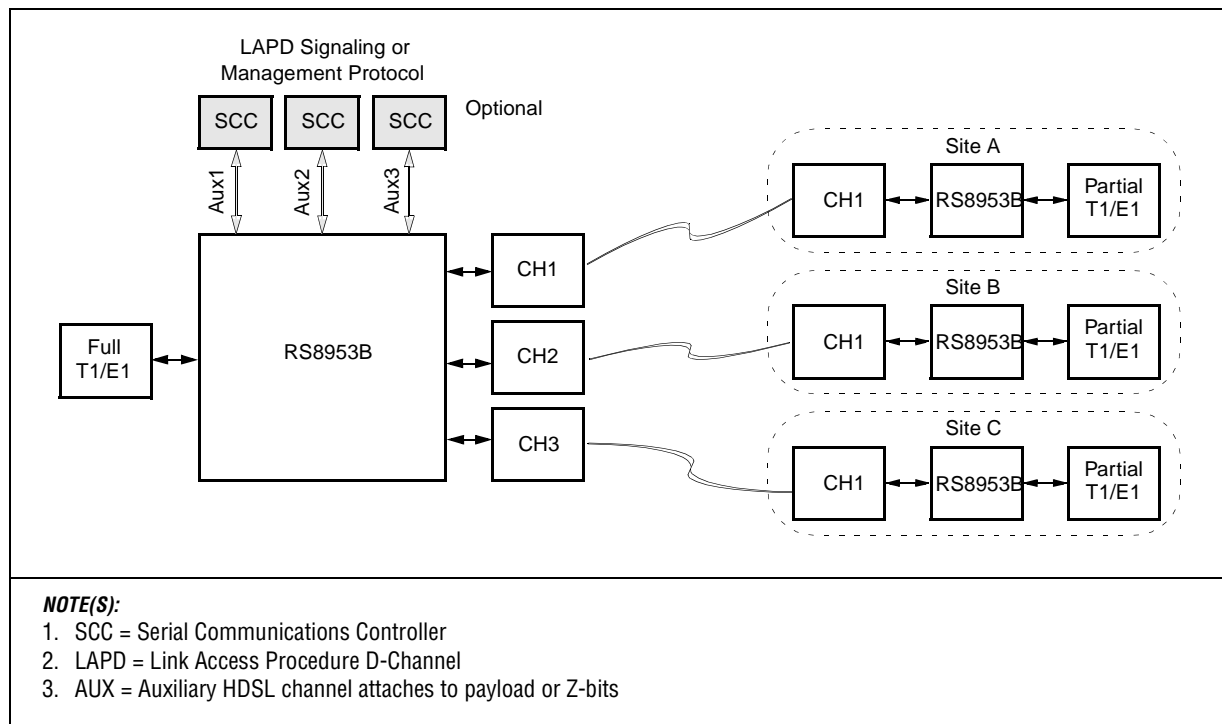 LAPD Signaling or
Management Protocol
SCC
SCC
SCC
Optional
Aux1
Aux2
Aux3
Full
T1/E1
RS8953B
CH1
CH2
CH3
Site A
CH1
RS8953B
Partial
T1/E1
Site B
CH1
RS8953B
Partial
T1/E1
Site C
CH1
RS8953B
Partial
T1/E1
NOTE(S):
1. SCC = Serial Communications Controller
2. LAPD = Link Access Procedure D-Channel
3. AUX = Auxiliary HDSL channel attaches to payload or Z-bits